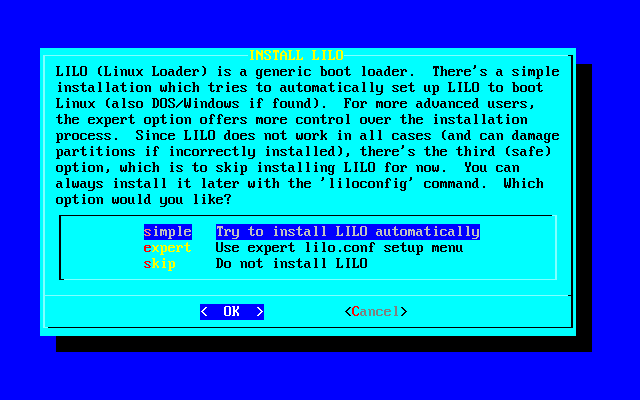 INSTALL LILO
LILO (Linux Loader) is a generic boot loader.  There's a simple
installation which tries to automatically set up LILO to boot
Linux (also DOS/Windows if found).  For more advanced users,
the expert option offers more control over the installation
process.  Since LILO does not work in all cases (and can damage
partitions if incorrectly installed), there's the third (safe)
option, which is to skip installing LILO for now.  You can
always install it later with the 'liloconfig' command.  Which
option would you like?
simple   Try to install LILO automatically
expert   Use expert lilo.conf setup menu
skip     Do not install LILO
<  OK  >          <Cancel>